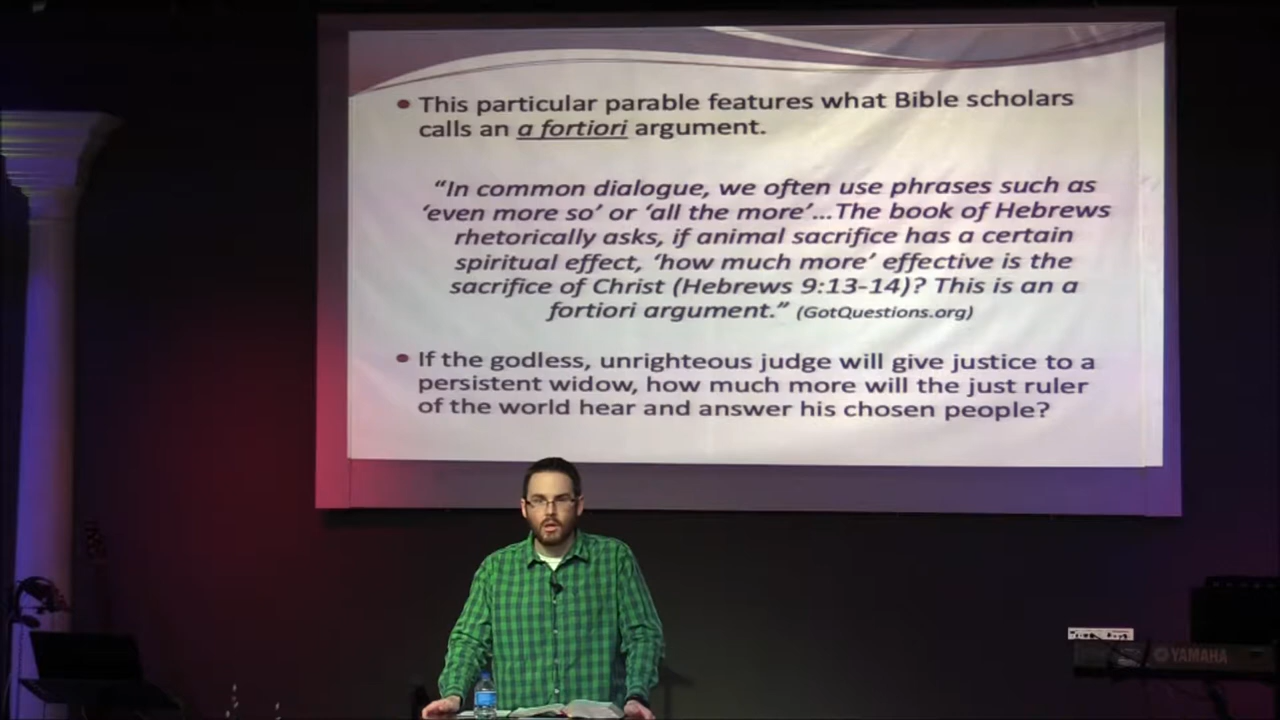 • This particular parable features what Bible scholars
calls an a fortiori argument.
“In common dialogue, we often use phrases such as
‘even more so’ or ‘all the more’...The book of Hebrews
rhetorically asks, if animal sacrifice has a certain
spiritual effect, ‘how much more’ effective is the
sacrifice of Christ (Hebrews 9:13-14)? This is an a
fortiori argument.” (GotQuestions.org)
• If the godless, unrighteous judge will give justice to a
persistent widow, how much more will the just ruler
of the world hear and answer his chosen people?
YAMAHA